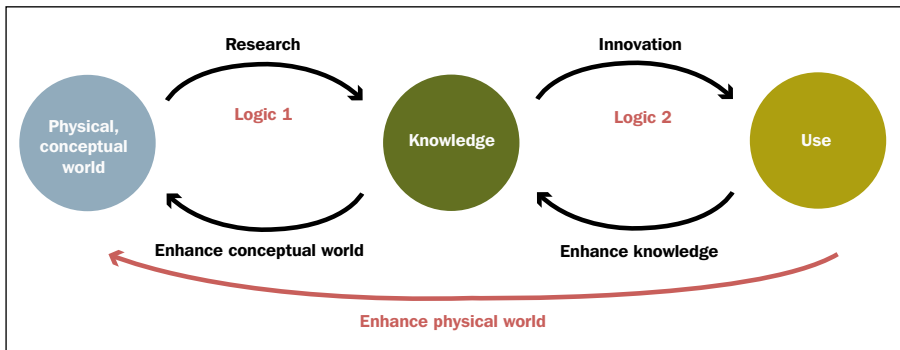 Research
Innovation
Logic 1
Logic 2
Physical,
conceptual
world
Knowledge
Use
Enhance conceptual world
Enhance knowledge
Enhance physical world